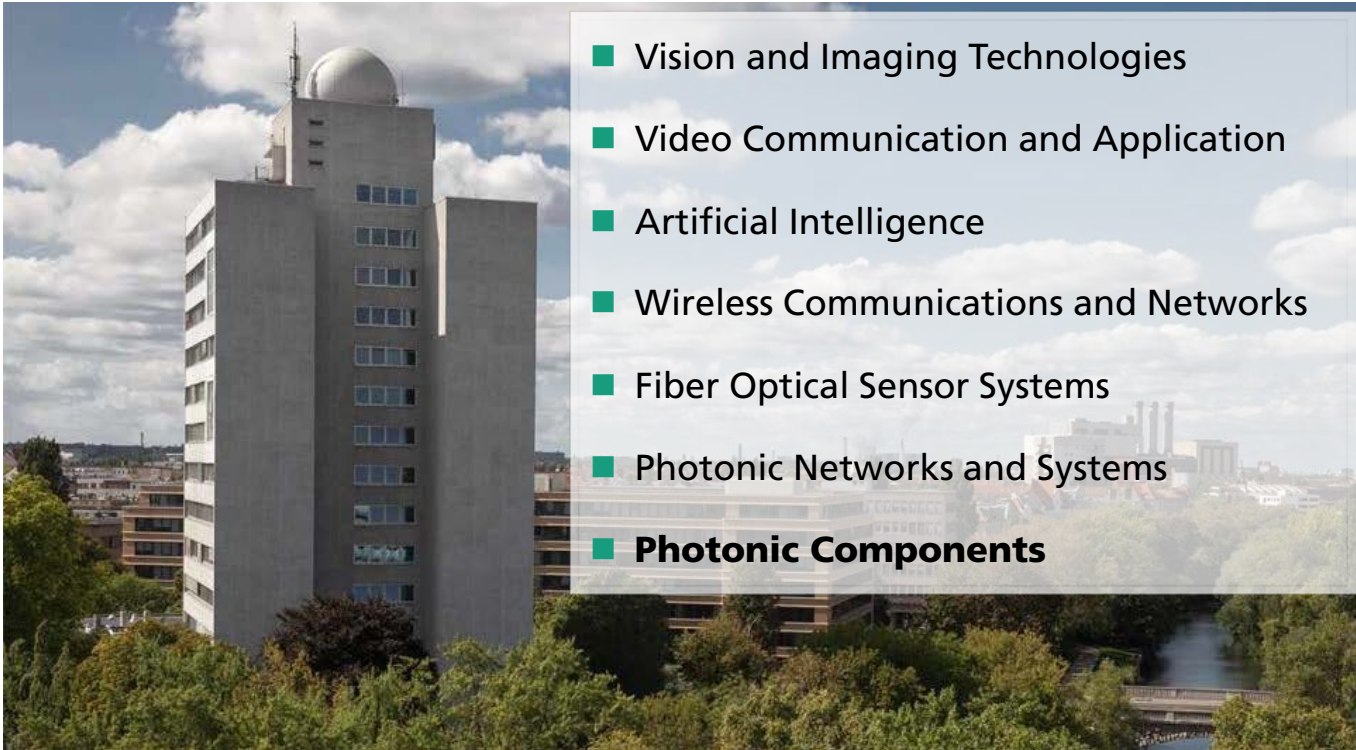 Vision and Imaging Technologies
Video Communication and Application
Artificial Intelligence
Wireless Communications and Networks
Fiber Optical Sensor Systems
Photonic Networks and Systems
Photonic Components